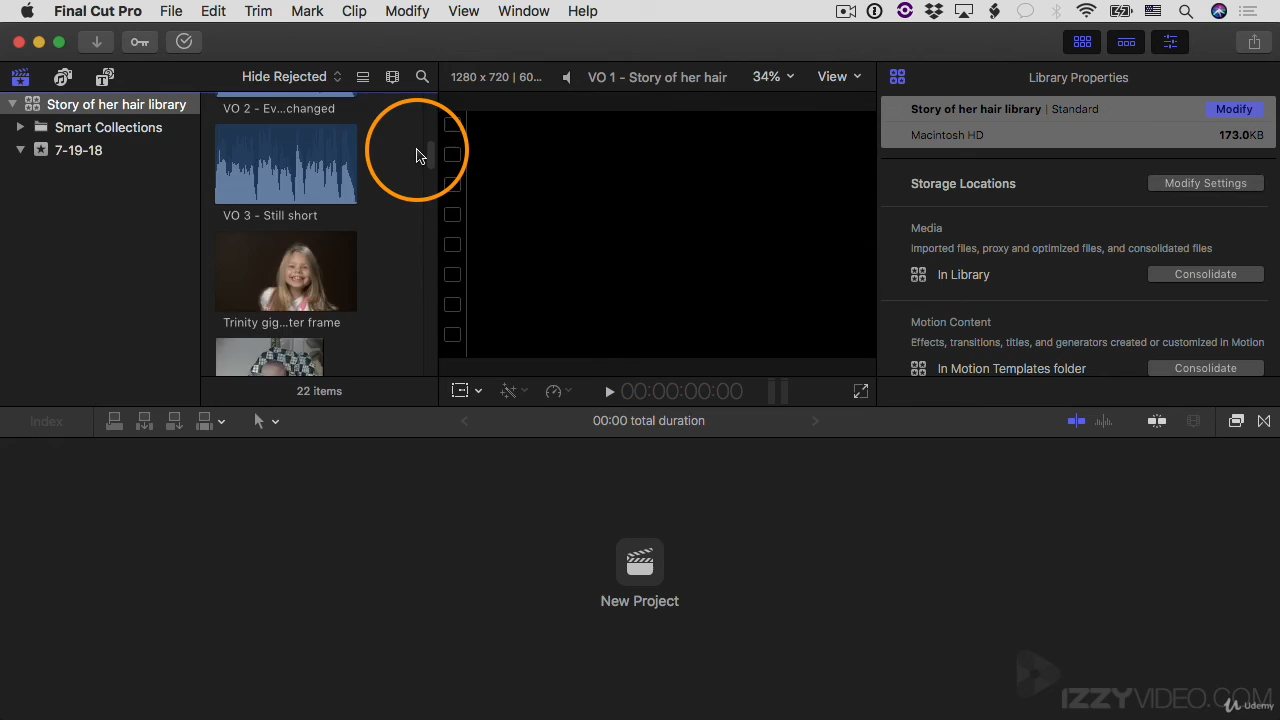 Final Cut Pro File Edit Trim Mark Clip Modify View Window Help
Hide Rejected
1280 x 720 | 60...
VO 1 - Story of her hair
34%
View
Library Properties
Story of her hair library
Smart Collections
7-19-18
VO 2 - Ev...changed
VO 3 - Still short
Trinity gig...ter frame
22 items
Story of her hair library | Standard
Modify
Macintosh HD
173.0KB
Storage Locations
Modify Settings
Media
Imported files, proxy and optimized files, and consolidated files
In Library
Consolidate
Motion Content
Effects, transitions, titles, and generators created or customized in Motion
In Motion Templates folder
Consolidate
00:00:00:00
Index
00:00 total duration
New Project
IZZYVIDEO.COM
Udemy